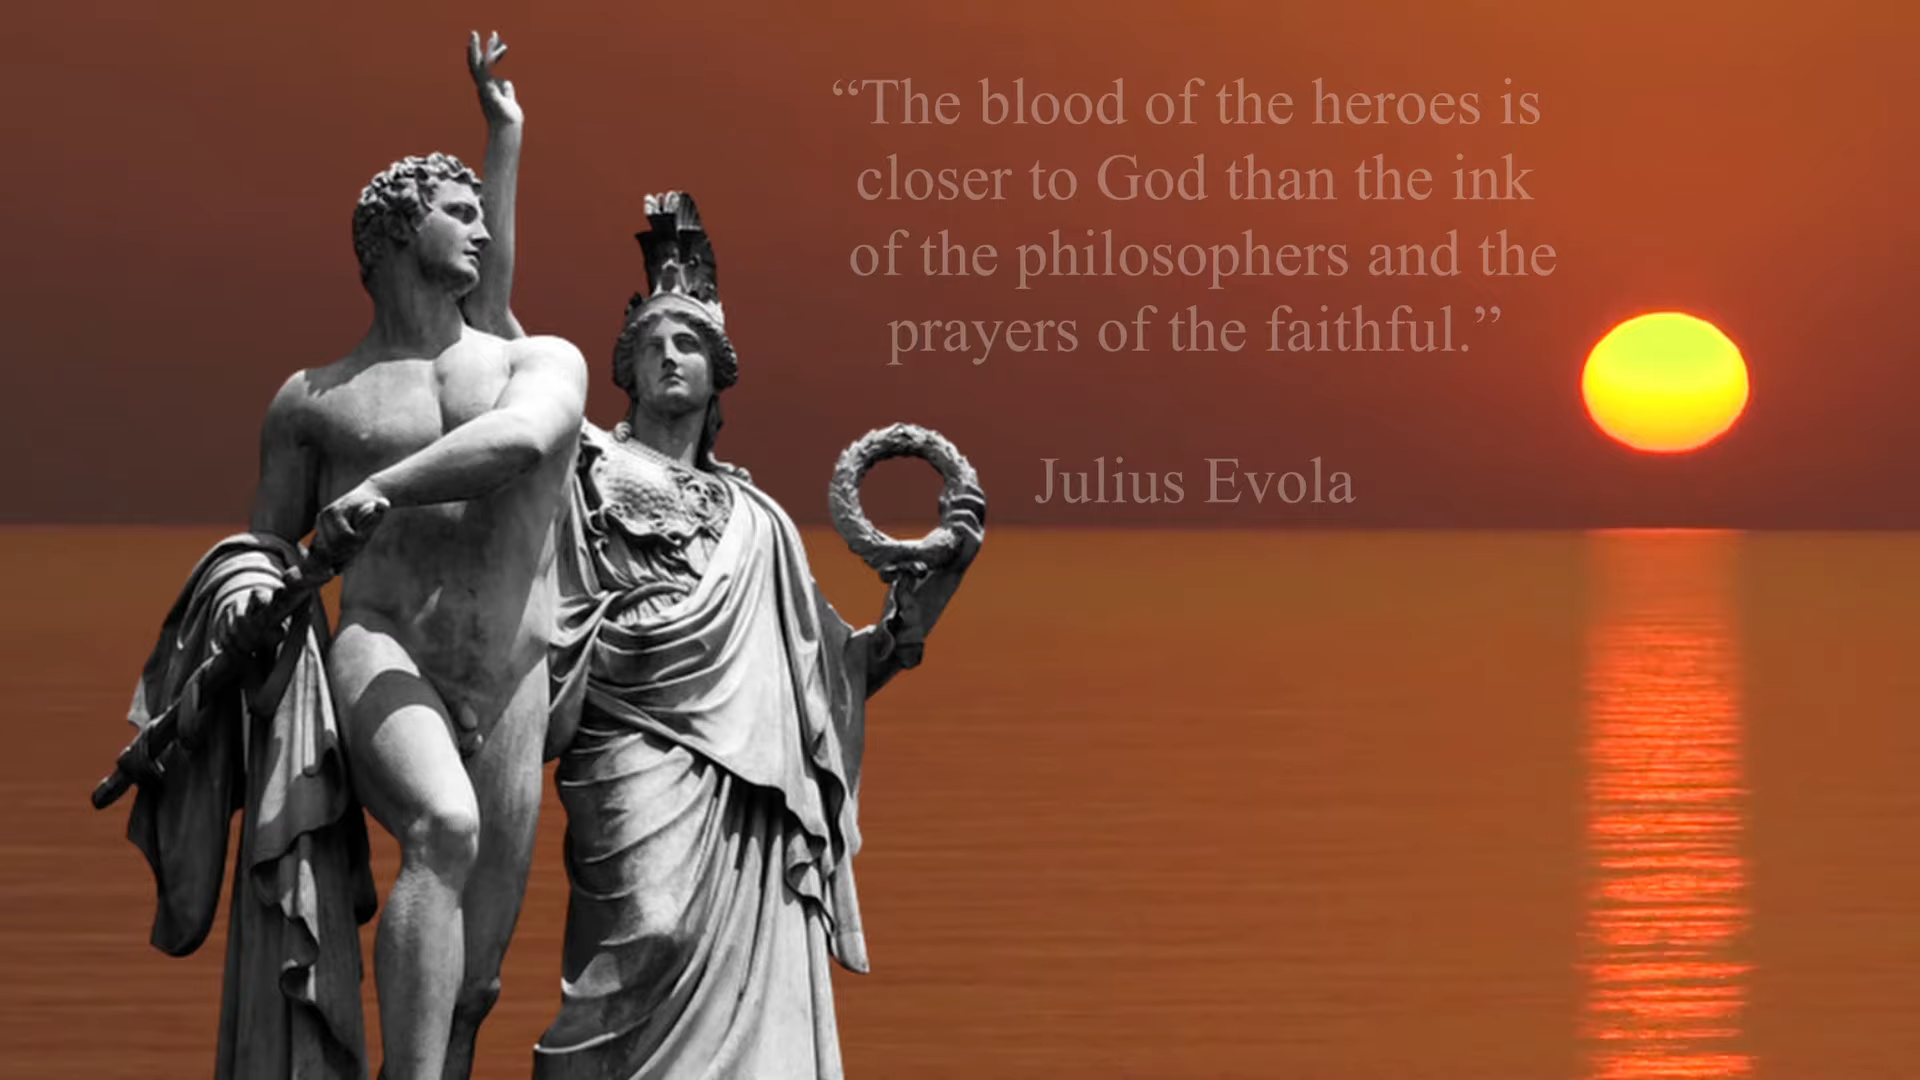 “The blood of the heroes is
closer to God than the ink
of the philosophers and the
prayers of the faithful.”
Julius Evola